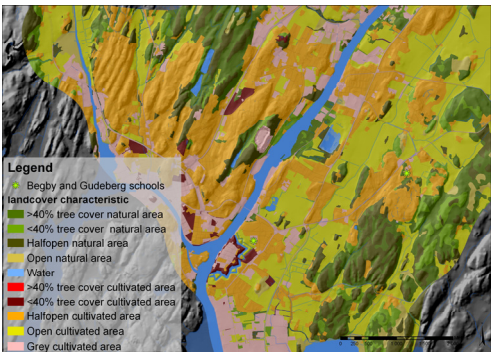 Legend
Begby and Gudeberg schools
landcover characteristic
>40% tree cover natural area
<40% tree cover natural area
Halfopen natural area
Open natural area
Water
>40% tree cover cultivated area
<40% tree cover cultivated area
Halfopen cultivated area
Open cultivated area
Grey cultivated area